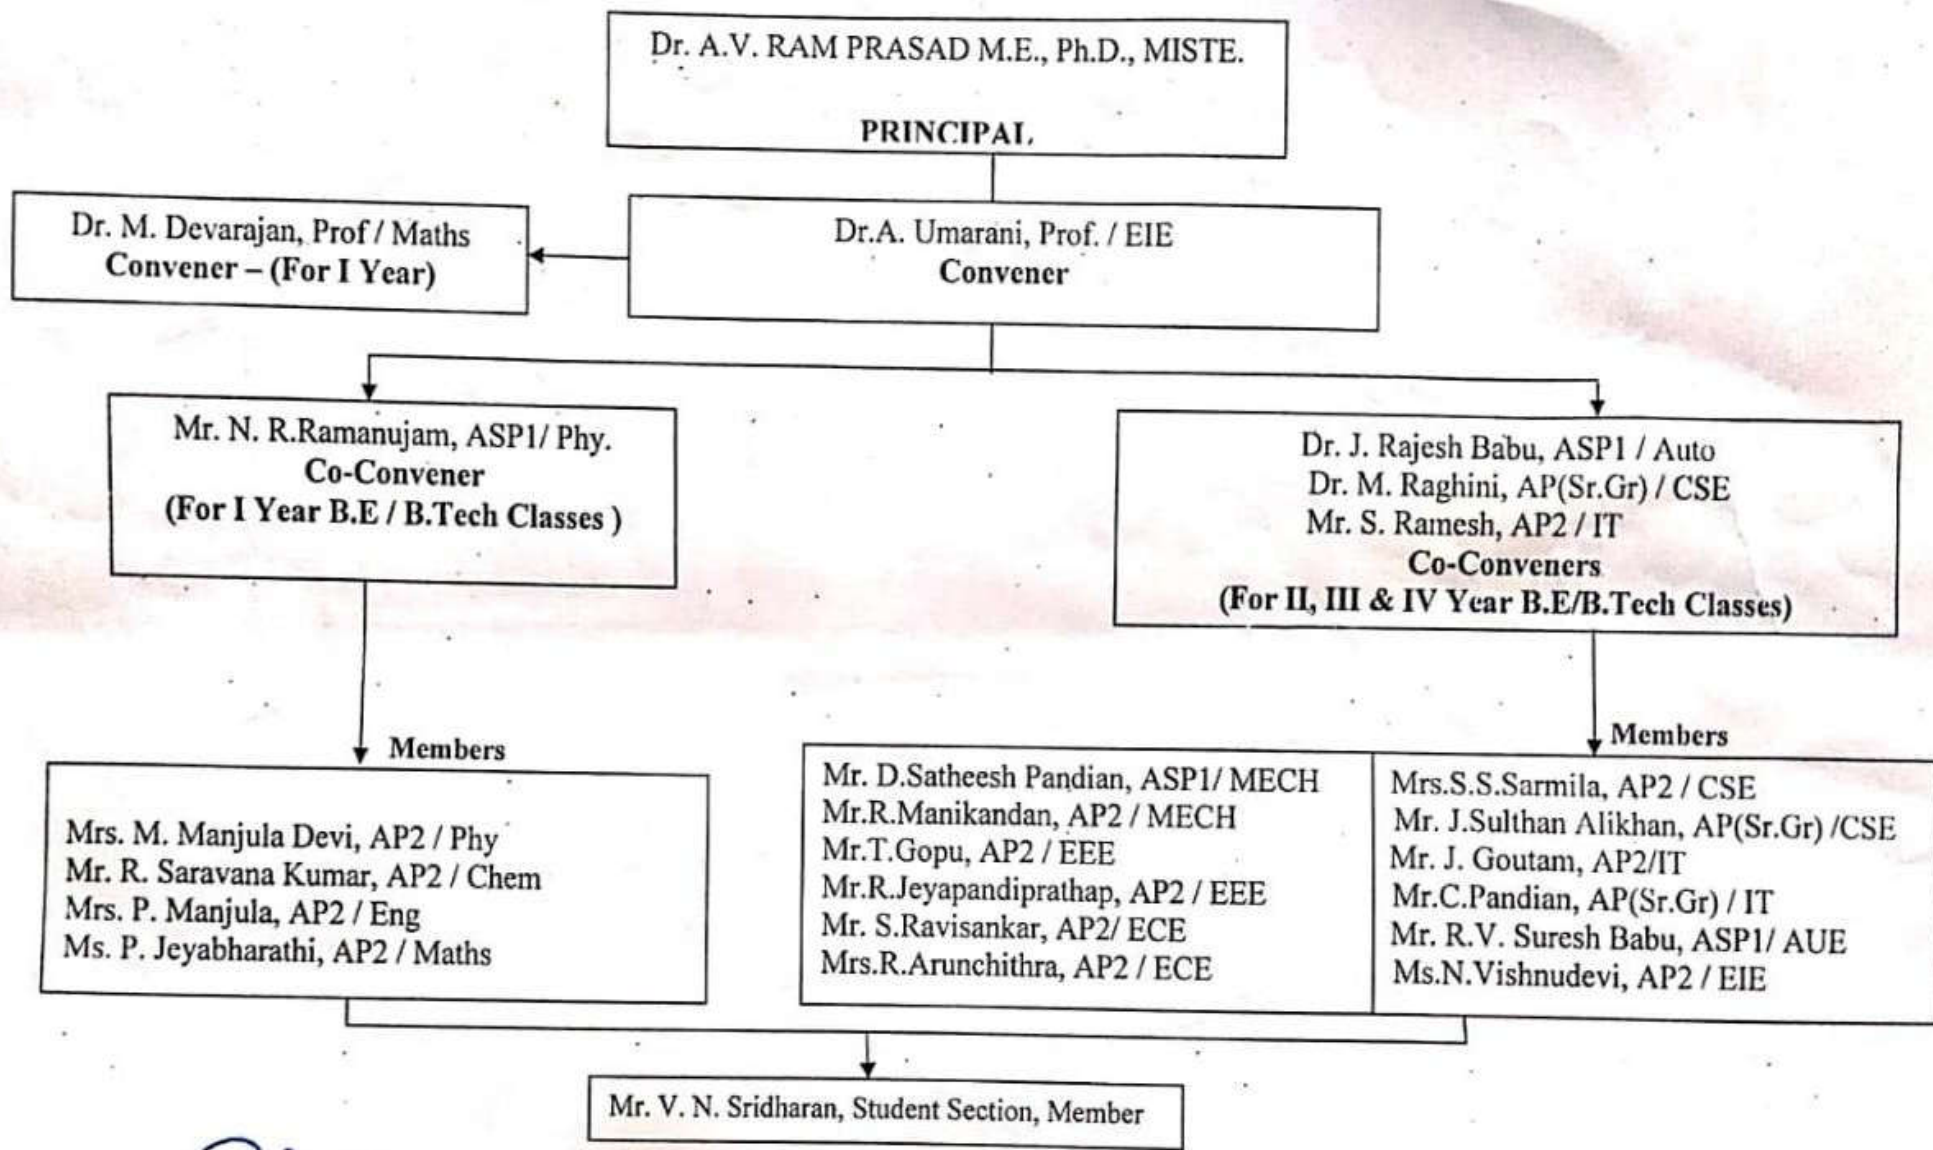 Dr. A.V. RAM PRASAD M.E., Ph.D., MISTE.
PRINCIPAL
Dr. M. Devarajan, Prof / Maths
Convener – (For I Year)
Dr.A. Umarani, Prof. / EIE
Convener
Mr. N. R.Ramanujam, ASP1/ Phy.
Co-Convener
(For I Year B.E / B.Tech Classes )
Dr. J. Rajesh Babu, ASP1 / Auto
Dr. M. Raghini, AP(Sr.Gr) / CSE
Mr. S. Ramesh, AP2 / IT
Co-Conveners
(For II, III & IV Year B.E/B.Tech Classes)
Members
Mrs. M. Manjula Devi, AP2 / Phy
Mr. R. Saravana Kumar, AP2 / Chem
Mrs. P. Manjula, AP2 / Eng
Ms. P. Jeyabharathi, AP2 / Maths
Members
Mr. D.Satheesh Pandian, ASP1/ MECH
Mr.R.Manikandan, AP2 / MECH
Mr.T.Gopu, AP2 / EEE
Mr.R.Jeyapandiprathap, AP2 / EEE
Mr. S.Ravisankar, AP2/ ECE
Mrs.R.Arunchithra, AP2 / ECE
Mrs.S.S.Sarmila, AP2 / CSE
Mr. J.Sulthan Alikhan, AP(Sr.Gr) /CSE
Mr. J. Goutam, AP2/IT
Mr.C.Pandian, AP(Sr.Gr) / IT
Mr. R.V. Suresh Babu, ASP1/ AUE
Ms.N.Vishnudevi, AP2 / EIE
Mr. V. N. Sridharan, Student Section, Member